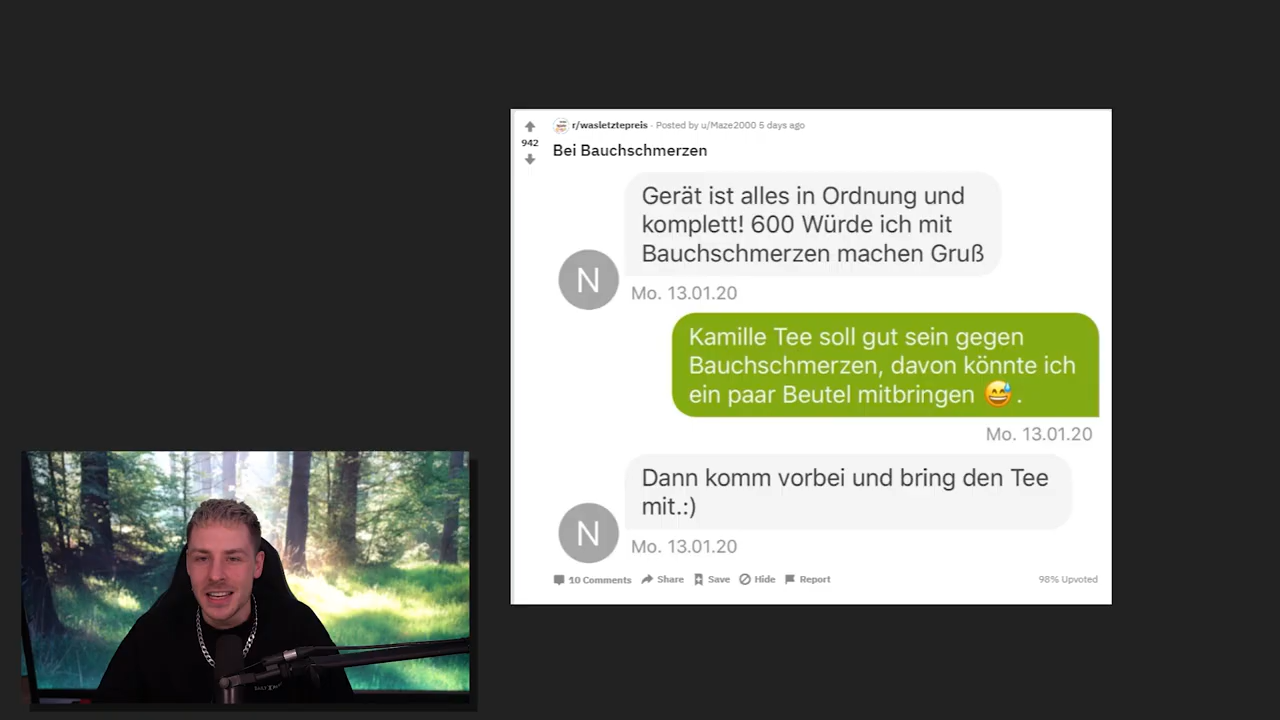 r/wasletztepreis · Posted by u/Maze2000 5 days ago
942
Bei Bauchschmerzen
Gerät ist alles in Ordnung und
komplett! 600 Würde ich mit
Bauchschmerzen machen Gruß
N
Mo. 13.01.20
Kamille Tee soll gut sein gegen
Bauchschmerzen, davon könnte ich
ein paar Beutel mitbringen 😅 .
Mo. 13.01.20
Dann komm vorbei und bring den Tee
mit.:)
N
Mo. 13.01.20
10 Comments Share Save Hide Report 98% Upvoted